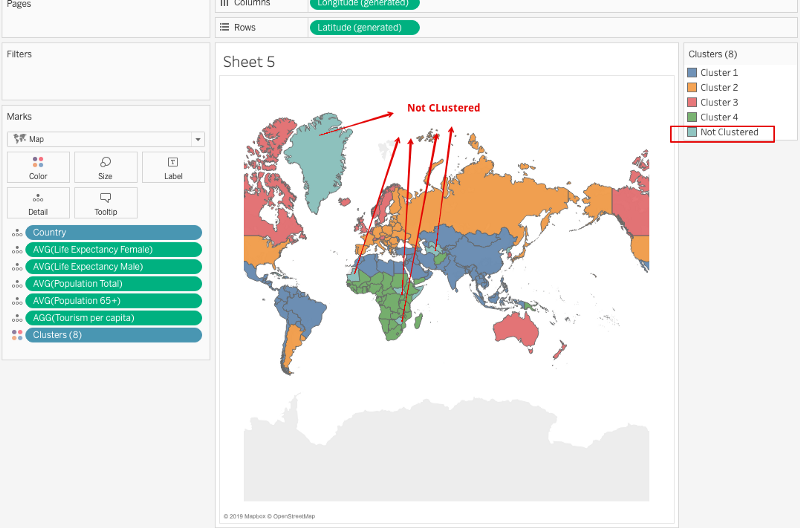 Pages
Columns
Longitude (generated)
Rows
Latitude (generated)
Filters
Marks
Map
Color
Size
Label
Detail
Tooltip
Country
AVG(Life Expectancy Female)
AVG(Life Expectancy Male)
AVG(Population Total)
AVG(Population 65+)
AGG(Tourism per capita)
Clusters (8)
Sheet 5
Not CLustered
© 2019 Mapbox © OpenStreetMap
Clusters (8)
Cluster 1
Cluster 2
Cluster 3
Cluster 4
Not Clustered